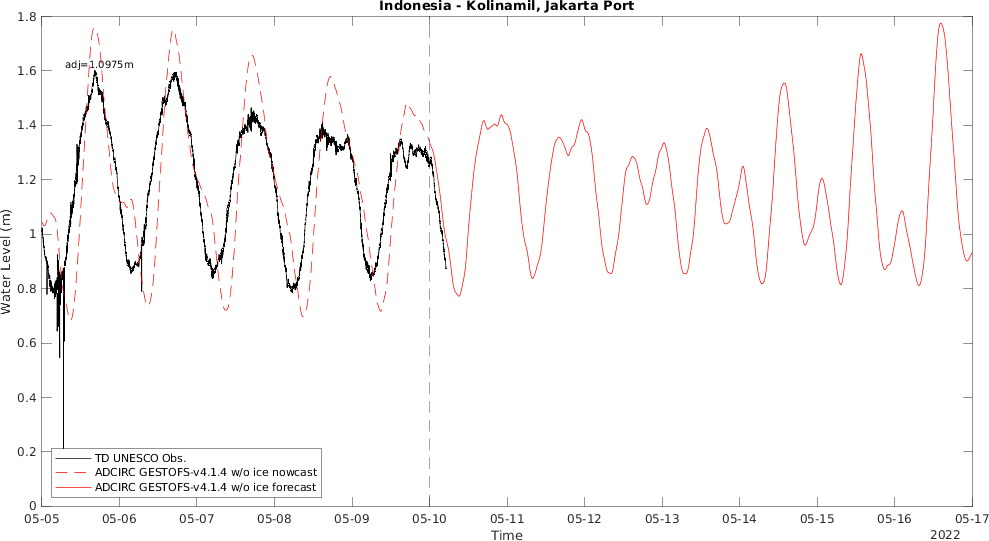 Indonesia - Kolinamil, Jakarta Port
1.8
1.6
1.4
1.2
1
0.8
0.6
0.4
0.2
0
Water Level (m)
adj=1.0975m
TD UNESCO Obs.
ADCIRC GESTOFS-v4.1.4 w/o ice nowcast
ADCIRC GESTOFS-v4.1.4 w/o ice forecast
05-05 05-06 05-07 05-08 05-09 05-10 05-11 05-12 05-13 05-14 05-15 05-16 05-17
Time
2022